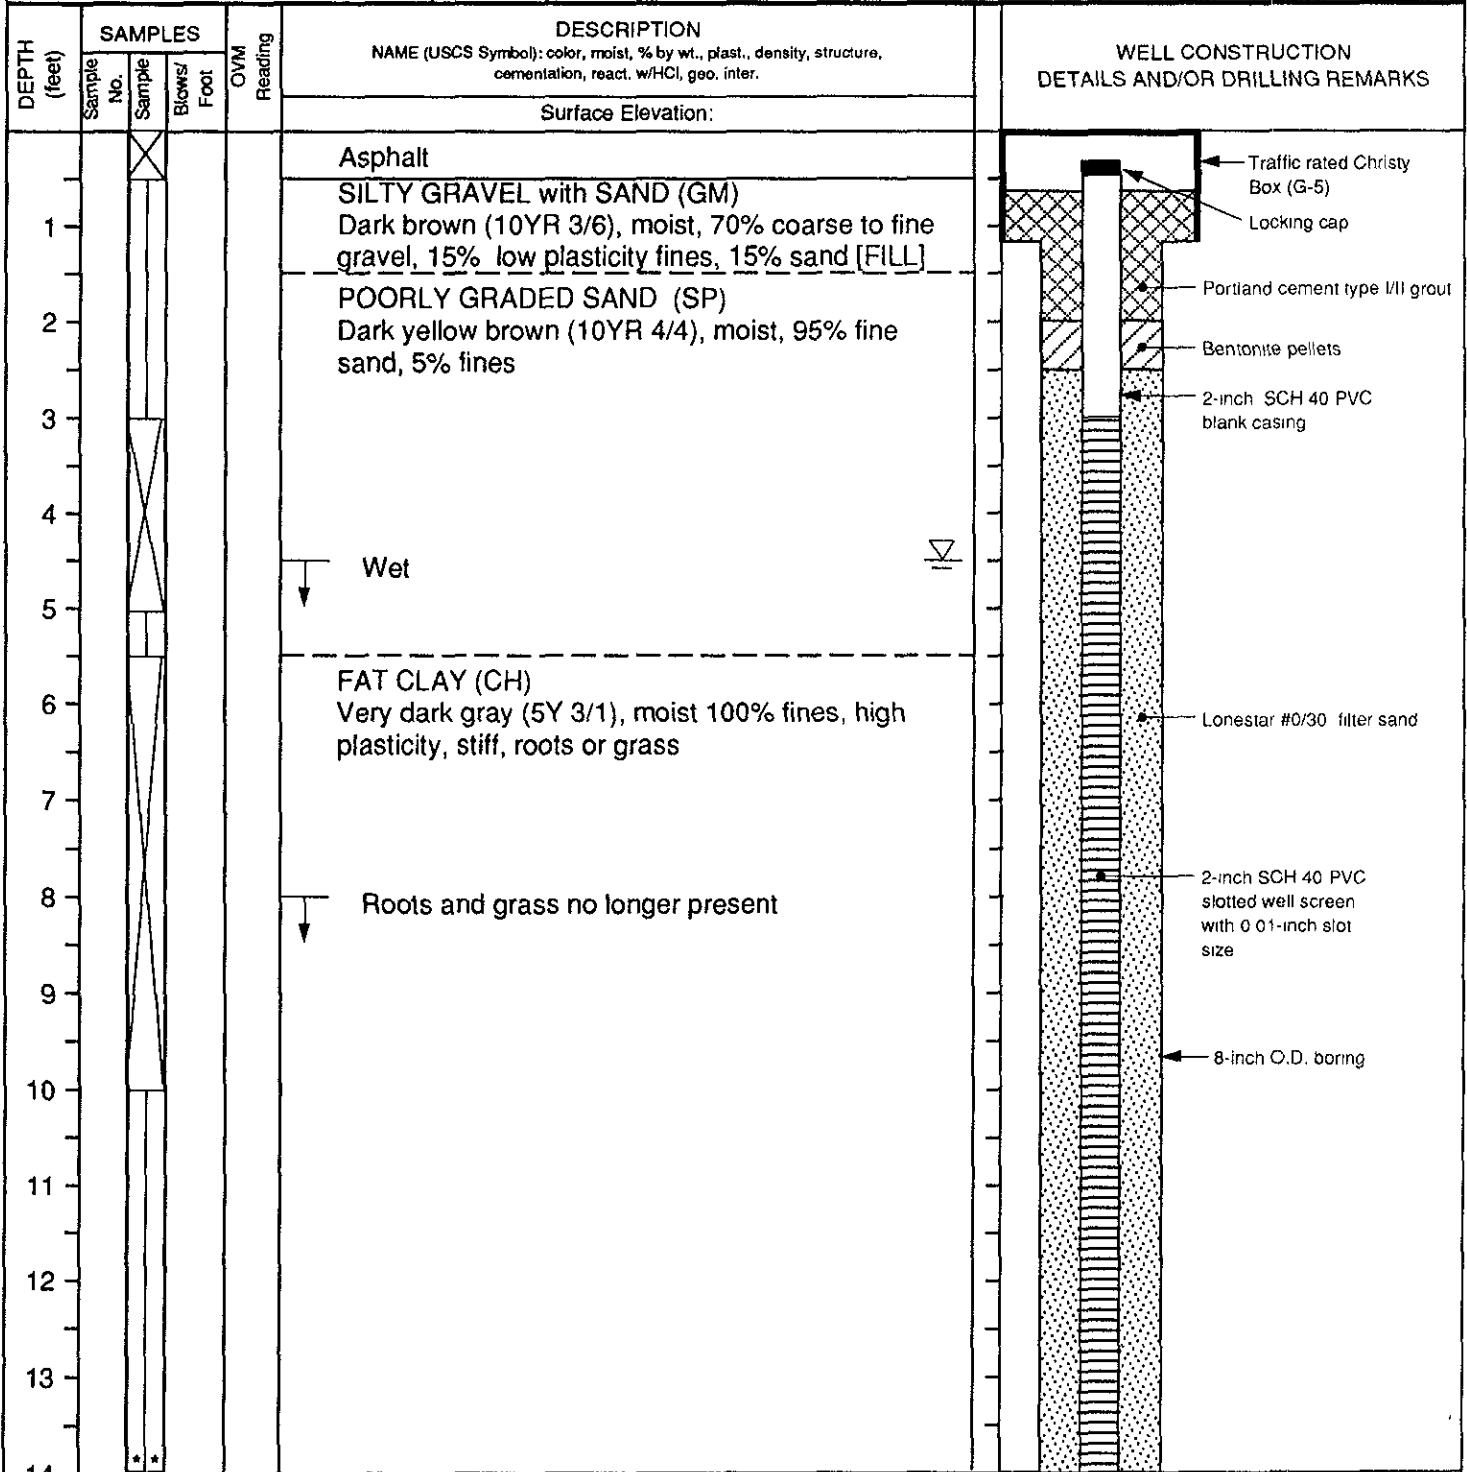 DEPTH (feet)
SAMPLES
Sample No.
Sample
Blows/ Foot
OVM Reading
DESCRIPTION
NAME (USCS Symbol): color, moist, % by wt., plast., density, structure,
cementation, react. w/HCl, geo. inter.
Surface Elevation:
WELL CONSTRUCTION
DETAILS AND/OR DRILLING REMARKS
Asphalt
SILTY GRAVEL with SAND (GM)
Dark brown (10YR 3/6), moist, 70% coarse to fine
gravel, 15% low plasticity fines, 15% sand [FILL]
POORLY GRADED SAND (SP)
Dark yellow brown (10YR 4/4), moist, 95% fine
sand, 5% fines
Wet
FAT CLAY (CH)
Very dark gray (5Y 3/1), moist 100% fines, high
plasticity, stiff, roots or grass
Roots and grass no longer present
1
2
3
4
5
6
7
8
9
10
11
12
13
14
* *
Traffic rated Christy
Box (G-5)
Locking cap
Portland cement type I/II grout
Bentonite pellets
2-inch SCH 40 PVC
blank casing
Lonestar #0/30 filter sand
2-inch SCH 40 PVC
slotted well screen
with 0 01-inch slot
size
8-inch O.D. boring